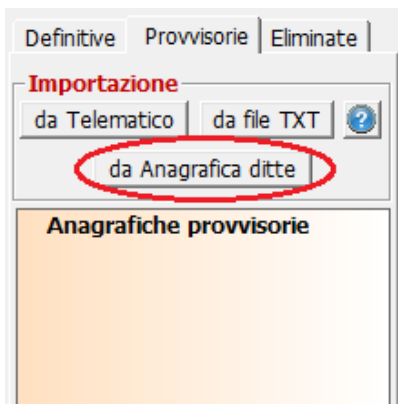 Definitive Provvisorie Eliminate
Importazione
da Telematico da file TXT ?
da Anagrafica ditte
Anagrafiche provvisorie